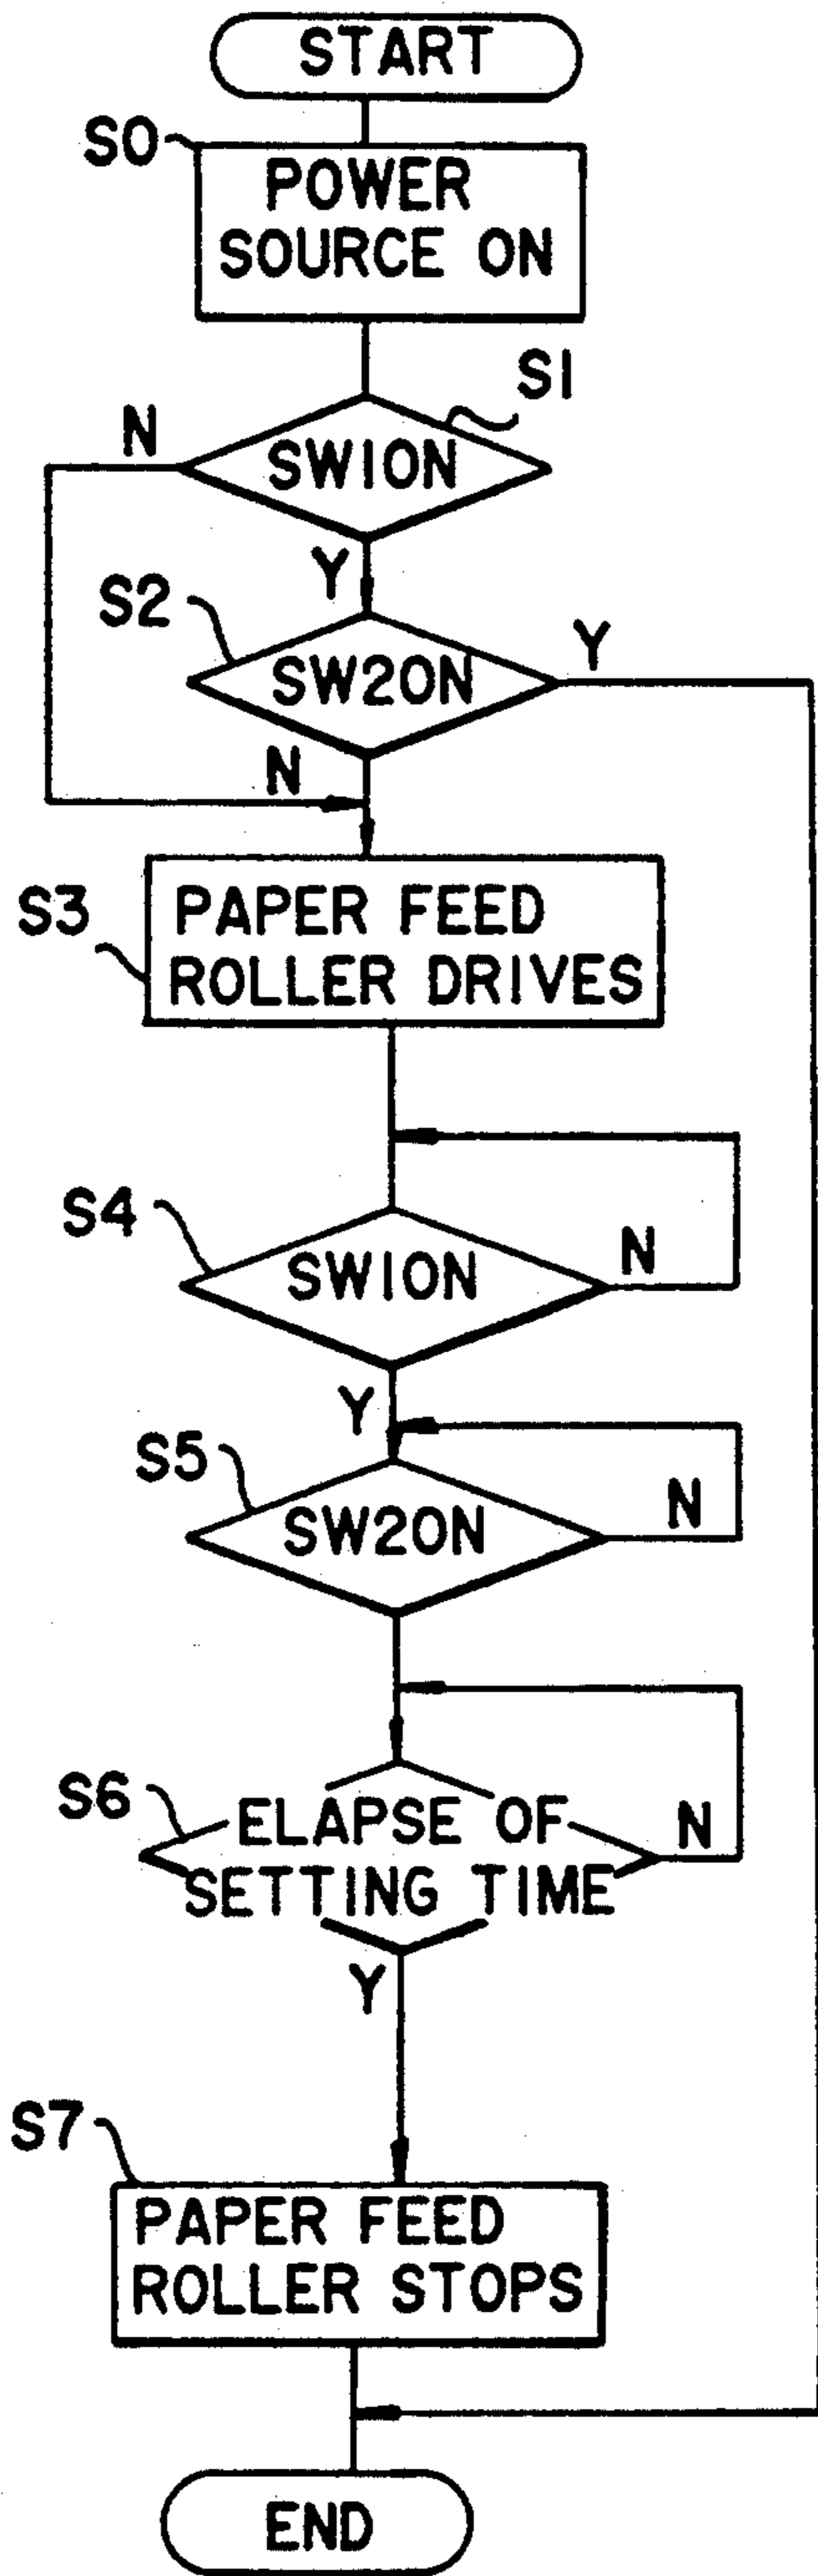 START
S0
POWER
SOURCE ON
S1
N
SW1ON
Y
S2
Y
SW2ON
N
S3
PAPER FEED
ROLLER DRIVES
S4
SW1ON
N
Y
S5
SW2ON
N
S6
ELAPSE OF
SETTING TIME
N
Y
S7
PAPER FEED
ROLLER STOPS
END